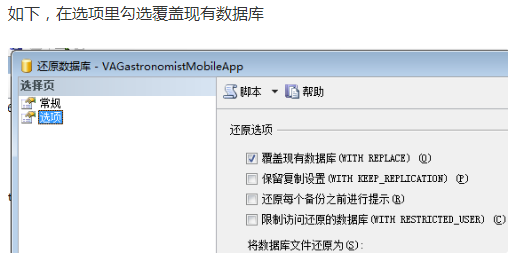 如下，在选项里勾选覆盖现有数据库
还原数据库 - VAGastronomistMobileApp
选择页
常规
选项
脚本 帮助
还原选项
覆盖现有数据库(WITH REPLACE) (O)
保留复制设置(WITH KEEP_REPLICATION) (P)
还原每个备份之前进行提示(R)
限制访问还原的数据库(WITH RESTRICTED_USER) (C)
将数据库文件还原为(S):